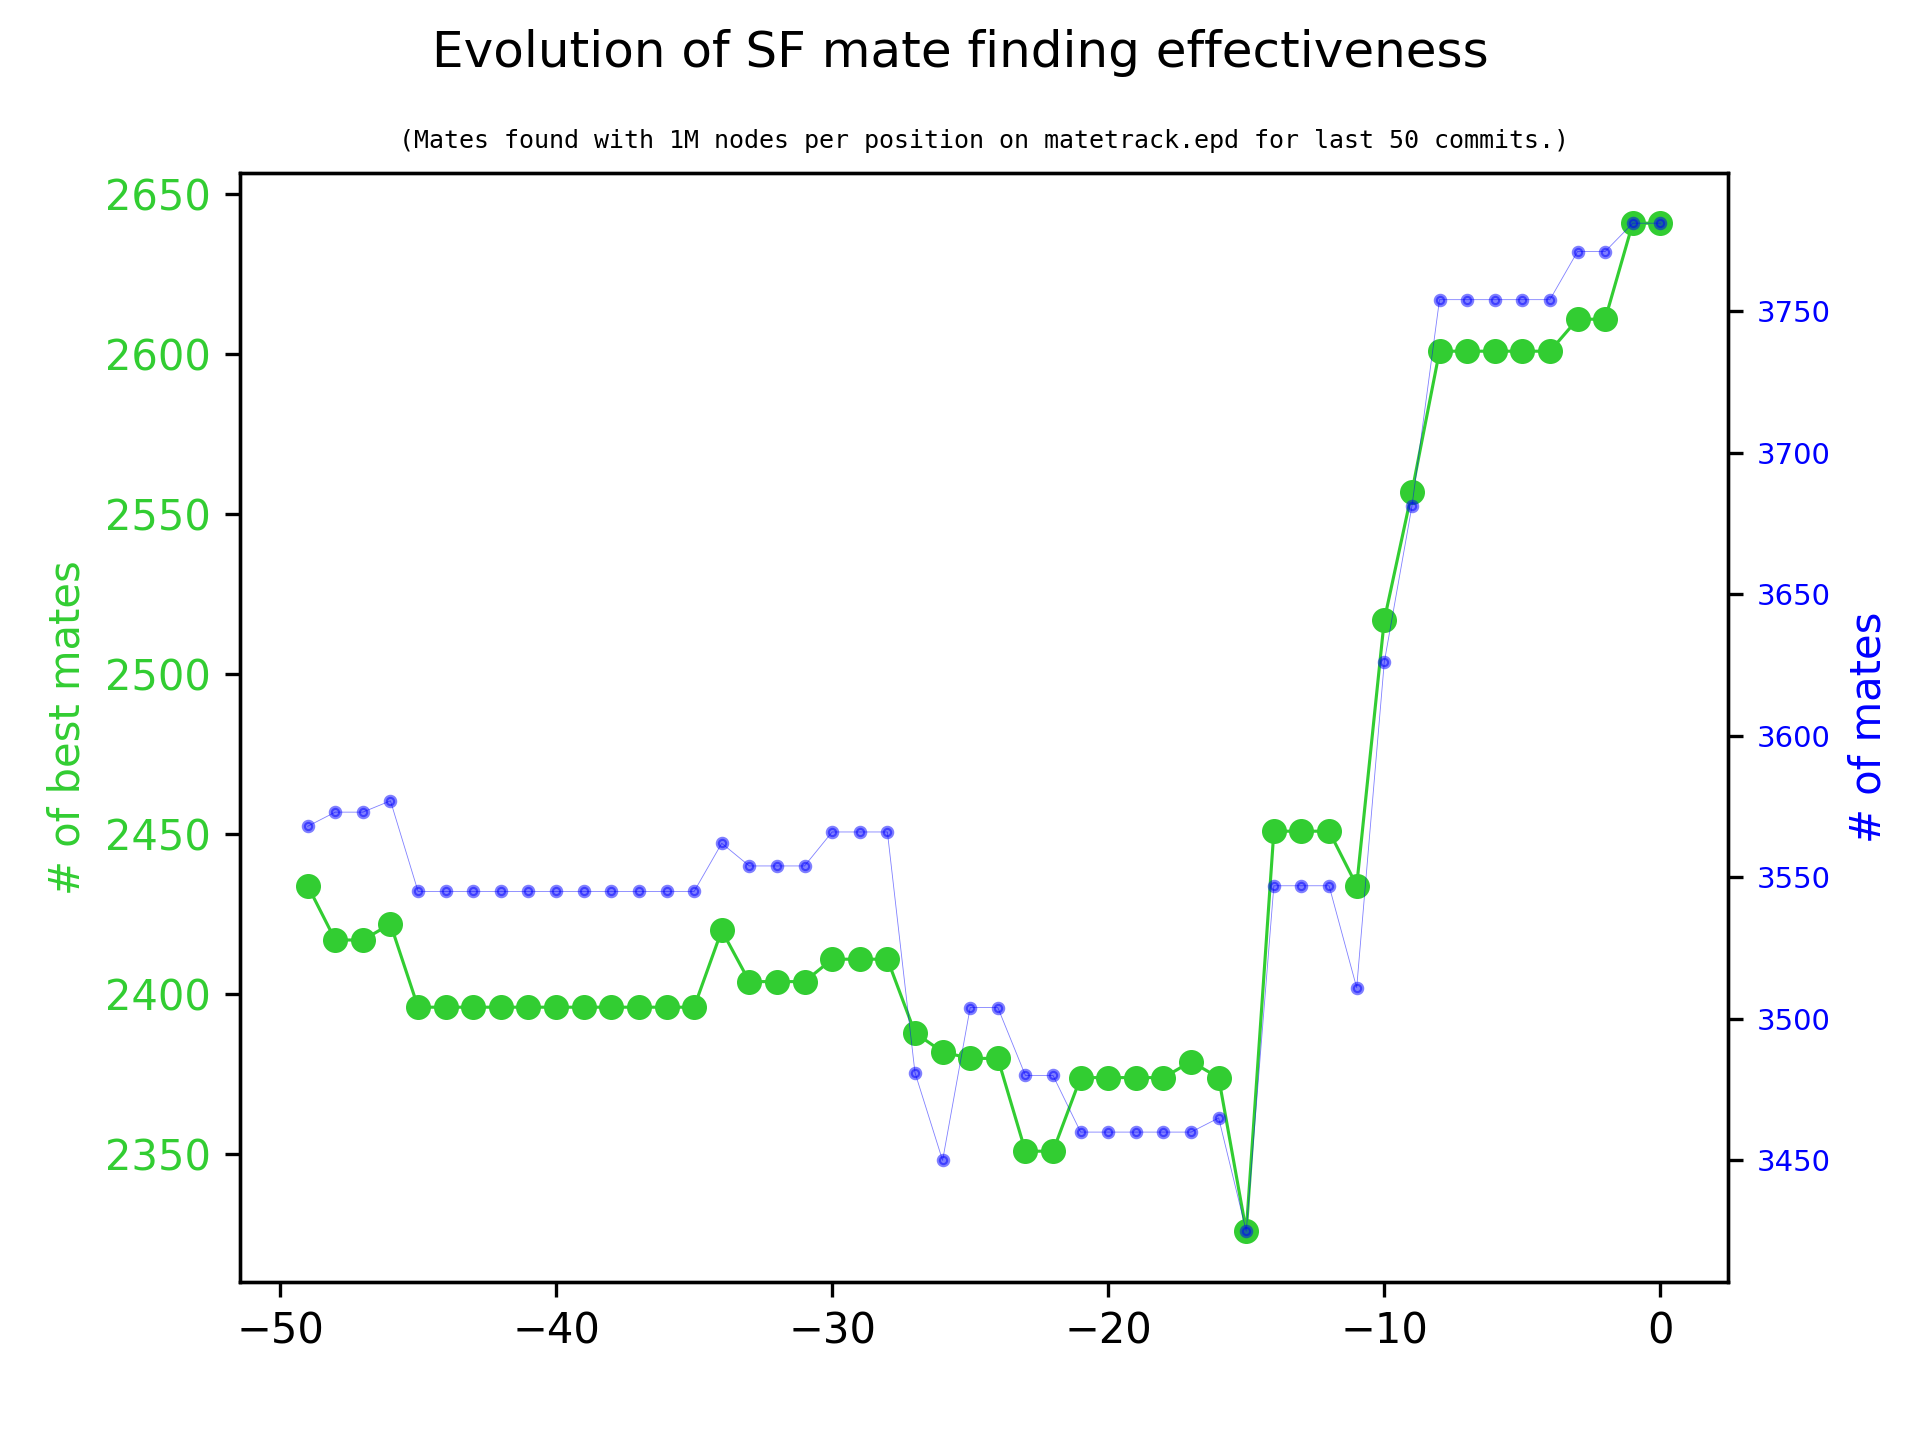 Evolution of SF mate finding effectiveness
(Mates found with 1M nodes per position on matetrack.epd for last 50 commits.)
# of best mates
2650
2600
2550
2500
2450
2400
2350
3750
3700
3650
3600
3550
3500
3450
# of mates
−50 −40 −30 −20 −10 0